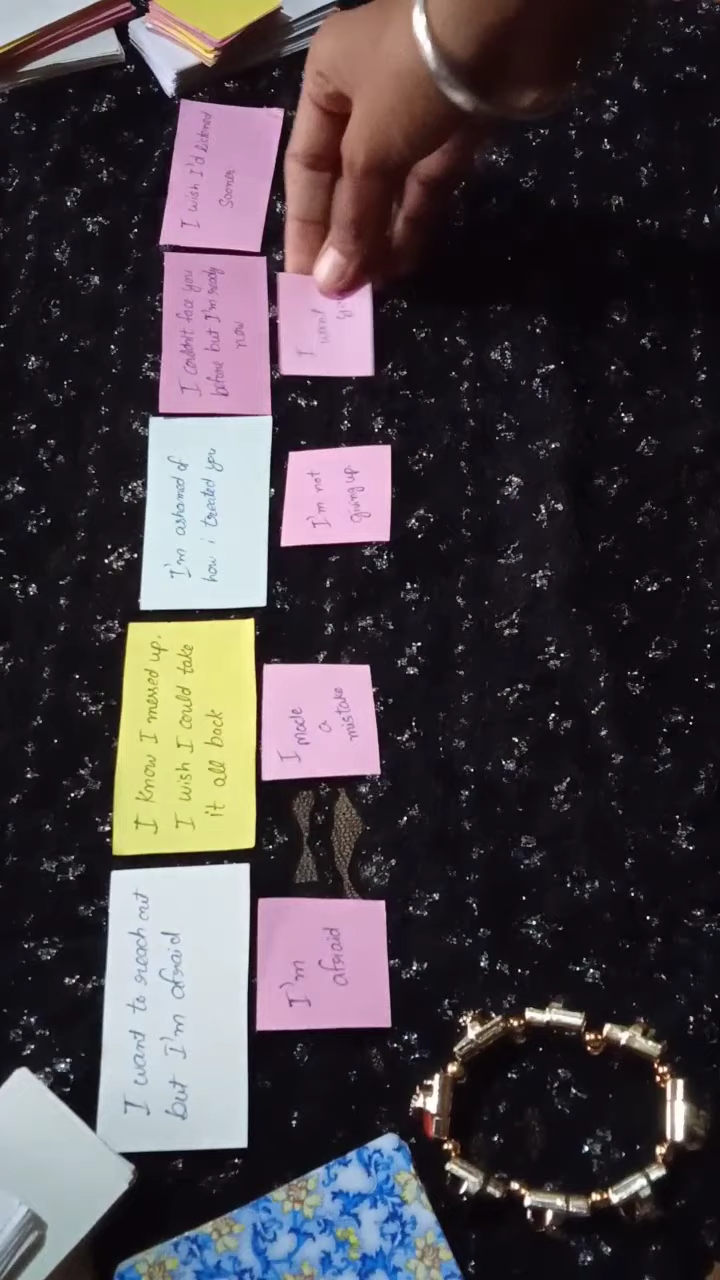 I want to reach out
but I'm afraid
I know I messed up.
I wish I could take
it all back
I'm ashamed of
how i treated you
I couldn't face you
before but I'm ready
now
I wish I'd listened
sooner
I'm
afraid
I made
a
mistake
I'm not
giving up
I
want